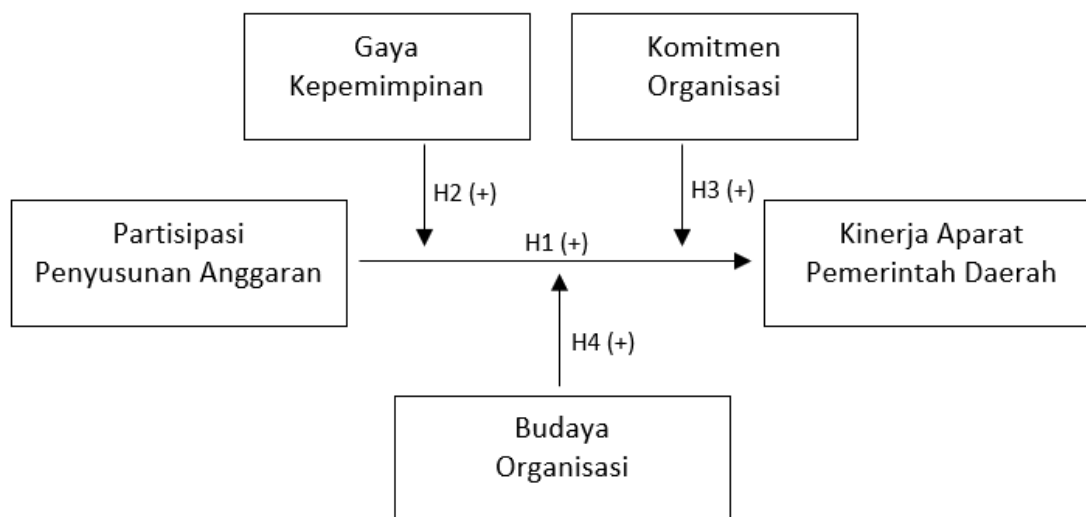 Gaya
Kepemimpinan
Komitmen
Organisasi
H2 (+)
H3 (+)
Partisipasi
Penyusunan Anggaran
H1 (+)
Kinerja Aparat
Pemerintah Daerah
H4 (+)
Budaya
Organisasi